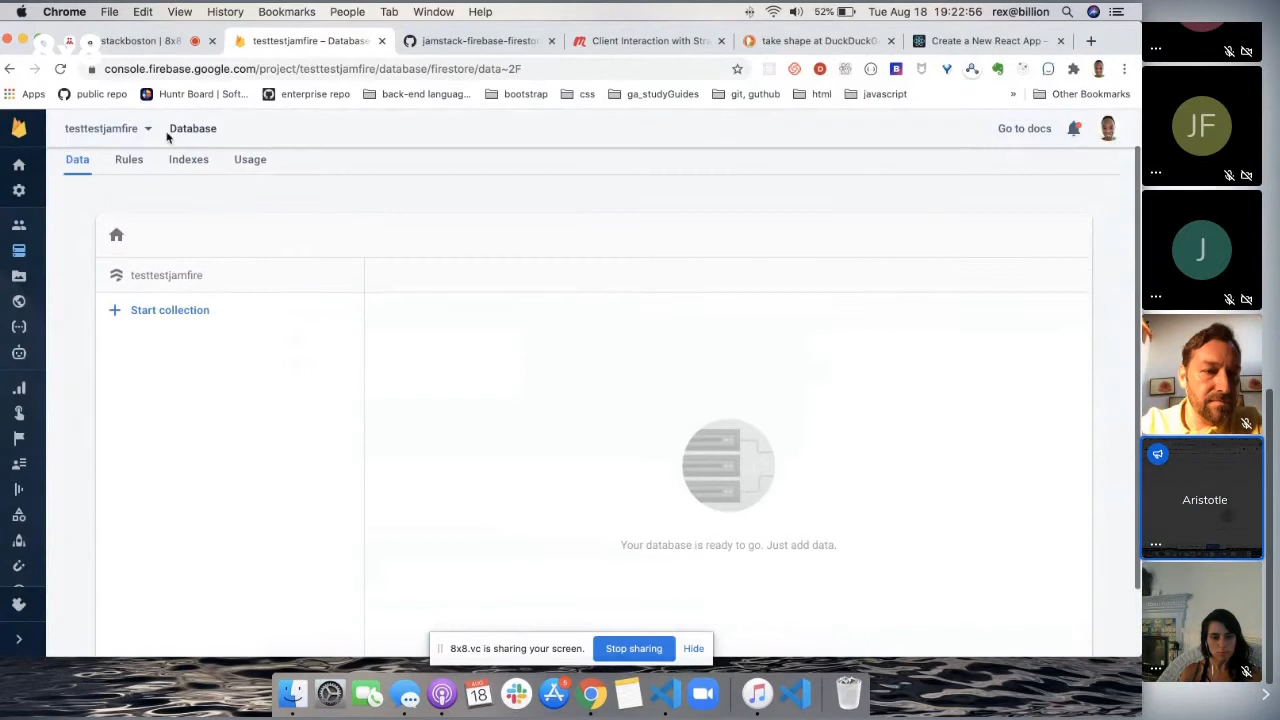 Chrome File Edit View History Bookmarks People Tab Window Help 52% Tue Aug 18 19:22:56 rex@billion
stackboston | 8x8
testtestjamfire – Database
jamstack-firebase-firestor
Client Interaction with Stra
take shape at DuckDuckG
Create a New React App –
console.firebase.google.com/project/testtestjamfire/database/firestore/data~2F
Apps public repo Huntr Board | Soft... enterprise repo back-end languag... bootstrap css ga_studyGuides git, guthub html javascript » Other Bookmarks
testtestjamfire Database Go to docs
Data Rules Indexes Usage
testtestjamfire
+ Start collection
Your database is ready to go. Just add data.
is sharing your screen.
Stop sharing
Hide
AUG
18
5
JF
J
Aristotle